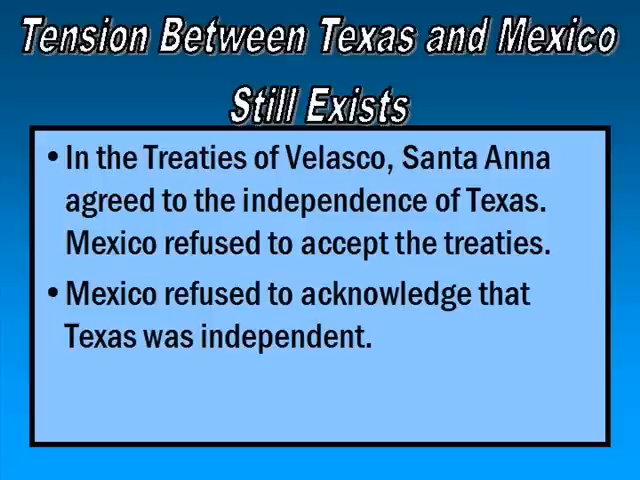 Tension Between Texas and Mexico
Still Exists
• In the Treaties of Velasco, Santa Anna
agreed to the independence of Texas.
Mexico refused to accept the treaties.
• Mexico refused to acknowledge that
Texas was independent.